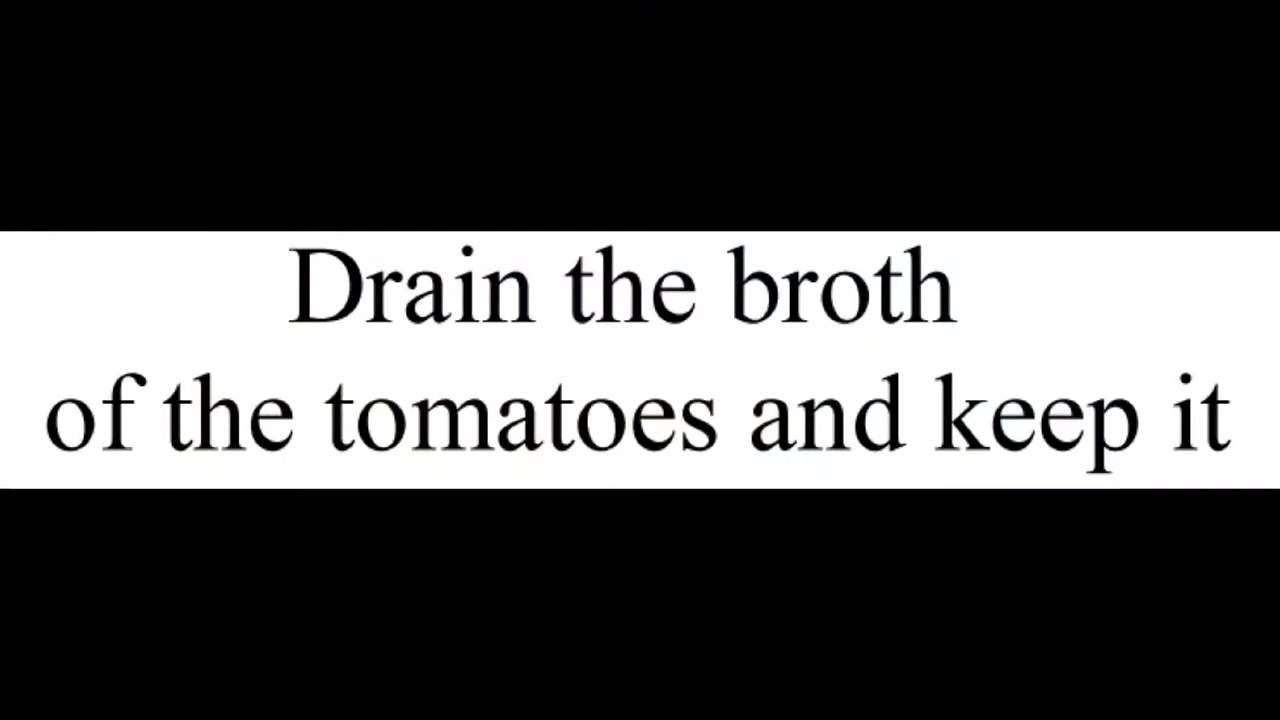 Drain the broth
of the tomatoes and keep it